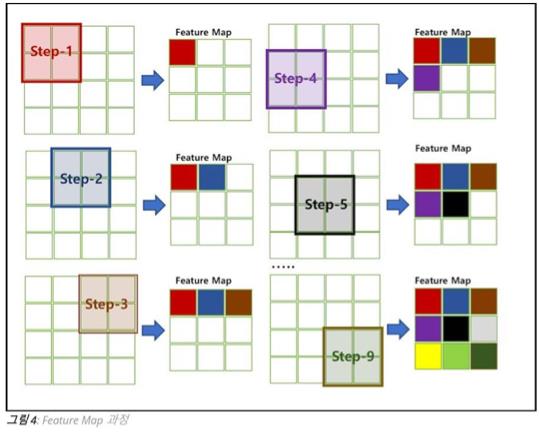 Feature Map
Step-1
Feature Map
Step-4
Feature Map
Step-2
Feature Map
Step-5
.....
Feature Map
Step-3
Feature Map
Step-9
그림 4: Feature Map 과정